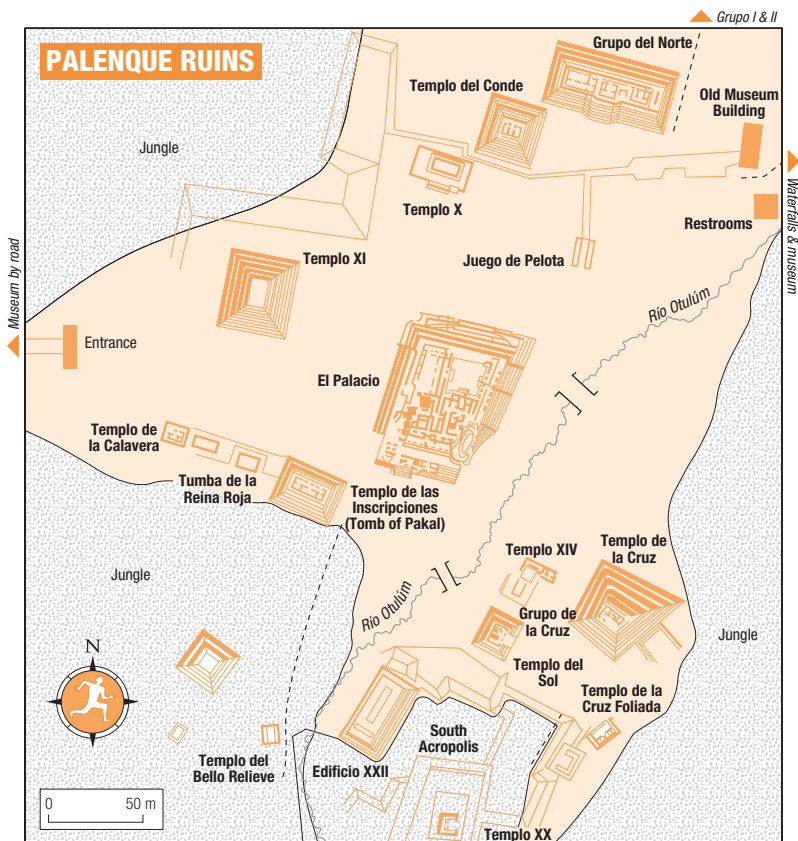 Grupo I & II
PALENQUE RUINS
Grupo del Norte
Templo del Conde
Old Museum
Building
Jungle
Templo X
Waterfalls & museum
Restrooms
Museum by road
Templo XI
Juego de Pelota
Río Otulúm
Entrance
El Palacio
Templo de
la Calavera
Tumba de la
Reina Roja
Templo de las
Inscripciones
(Tomb of Pakal)
Templo XIV
Templo de
la Cruz
Jungle
Río Otulúm
Grupo de
la Cruz
Jungle
N
Templo del
Sol
Templo de la
Cruz Foliada
South
Acropolis
Templo del
Bello Relieve
Edificio XXII
0 50 m
Templo XX